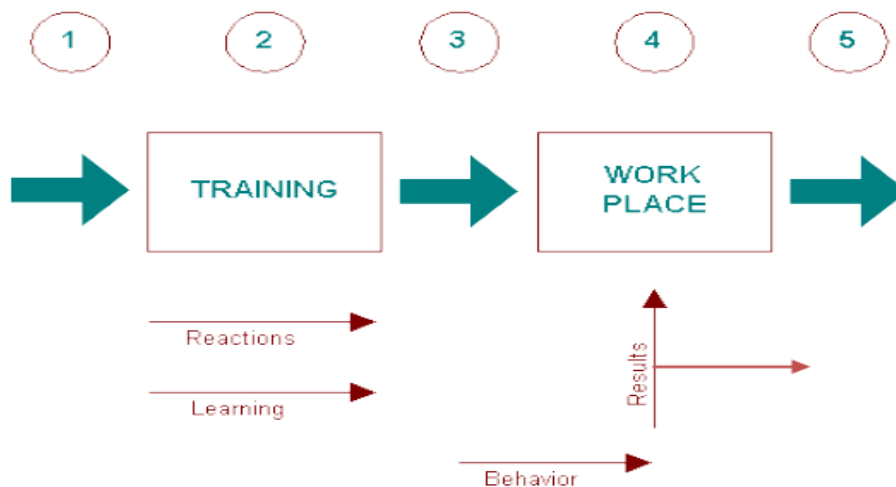 1 2 3 4 5
TRAINING
WORK
PLACE
Reactions
Learning
Results
Behavior